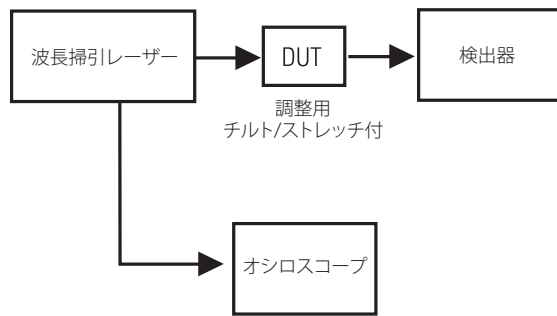 波長掃引レーザー
DUT
検出器
調整用
チルト/ストレッチ付
オシロスコープ